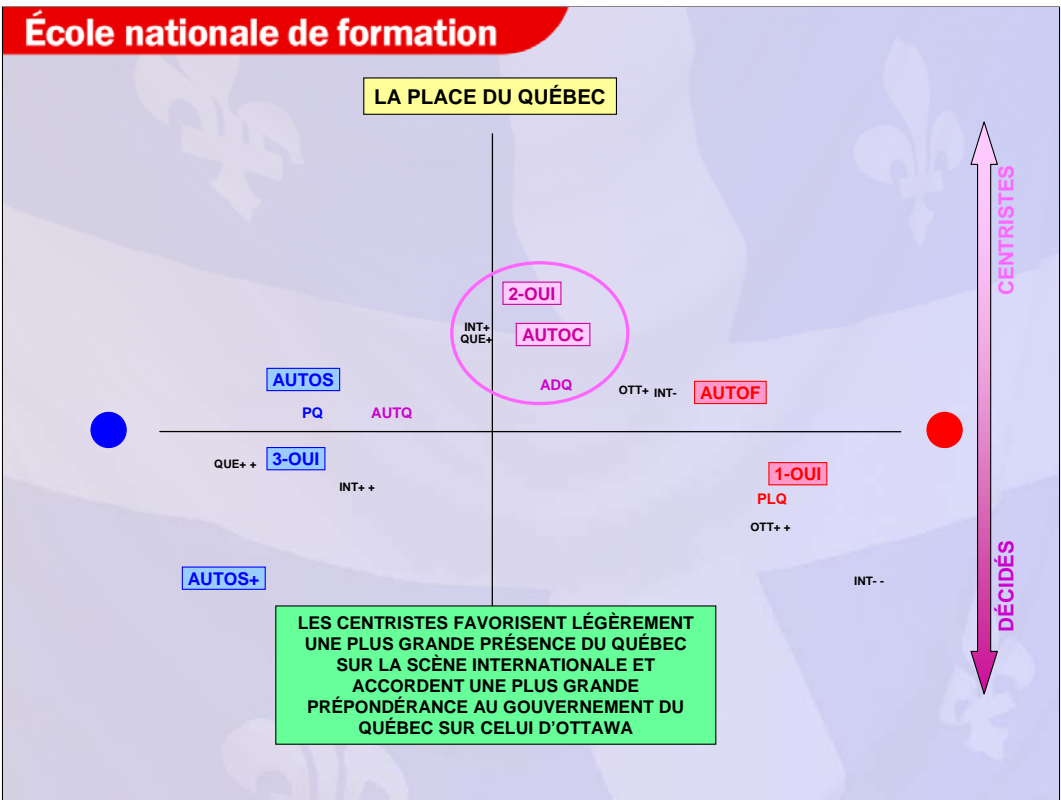 École nationale de formation
LA PLACE DU QUÉBEC
CENTRISTES
2-OUI
INT+
QUE+
AUTOC
AUTOS
ADQ
OTT+ INT-
AUTOF
PQ
AUTQ
QUE+ +
3-OUI
INT+ +
1-OUI
PLQ
OTT+ +
AUTOS+
INT- -
DÉCIDÉS
LES CENTRISTES FAVORISENT LÉGÈREMENT
UNE PLUS GRANDE PRÉSENCE DU QUÉBEC
SUR LA SCÈNE INTERNATIONALE ET
ACCORDENT UNE PLUS GRANDE
PRÉPONDÉRANCE AU GOUVERNEMENT DU
QUÉBEC SUR CELUI D'OTTAWA